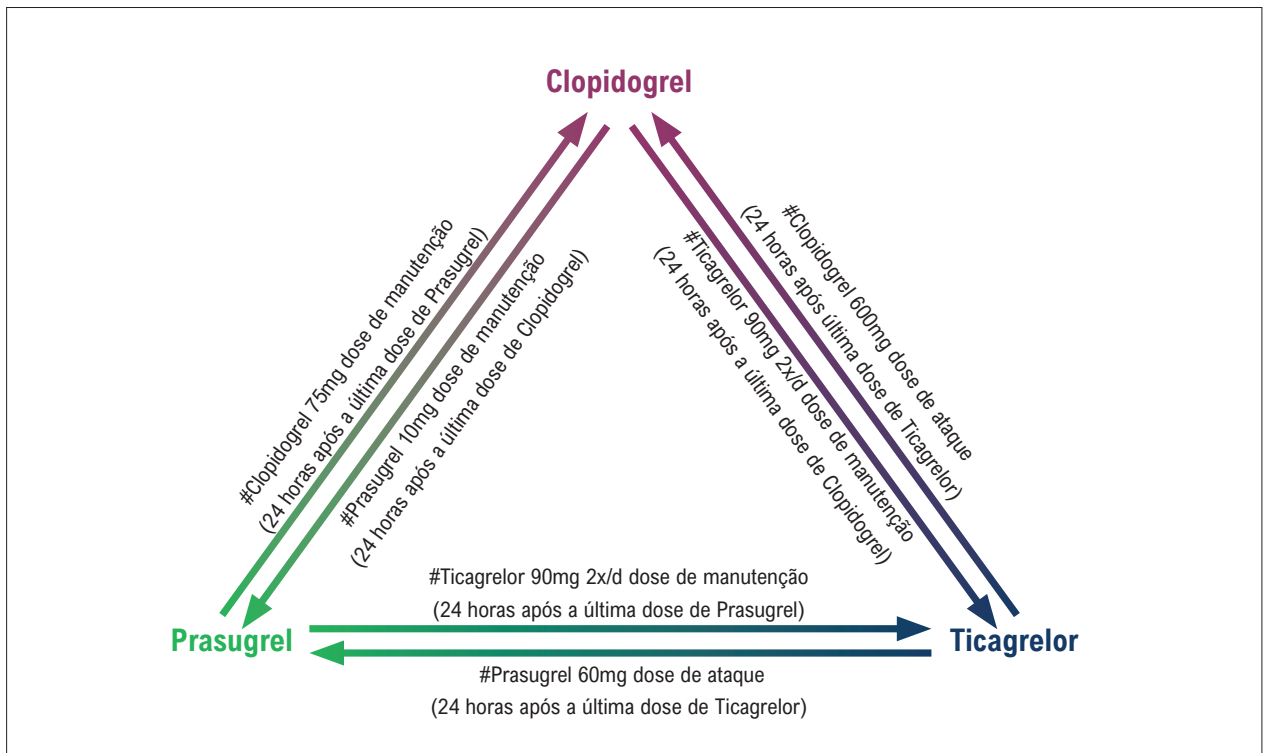 Clopidogrel
#Clopidogrel 75mg dose de manutenção
(24 horas após a última dose de Prasugrel)
#Prasugrel 10mg dose de manutenção
(24 horas após a última dose de Clopidogrel)
#Ticagrelor 90mg 2x/d dose de manutenção
(24 horas após a última dose de Clopidogrel)
#Clopidogrel 600mg dose de ataque
(24 horas após última dose de Ticagrelor)
#Ticagrelor 90mg 2x/d dose de manutenção
(24 horas após a última dose de Prasugrel)
Prasugrel
Ticagrelor
#Prasugrel 60mg dose de ataque
(24 horas após a última dose de Ticagrelor)